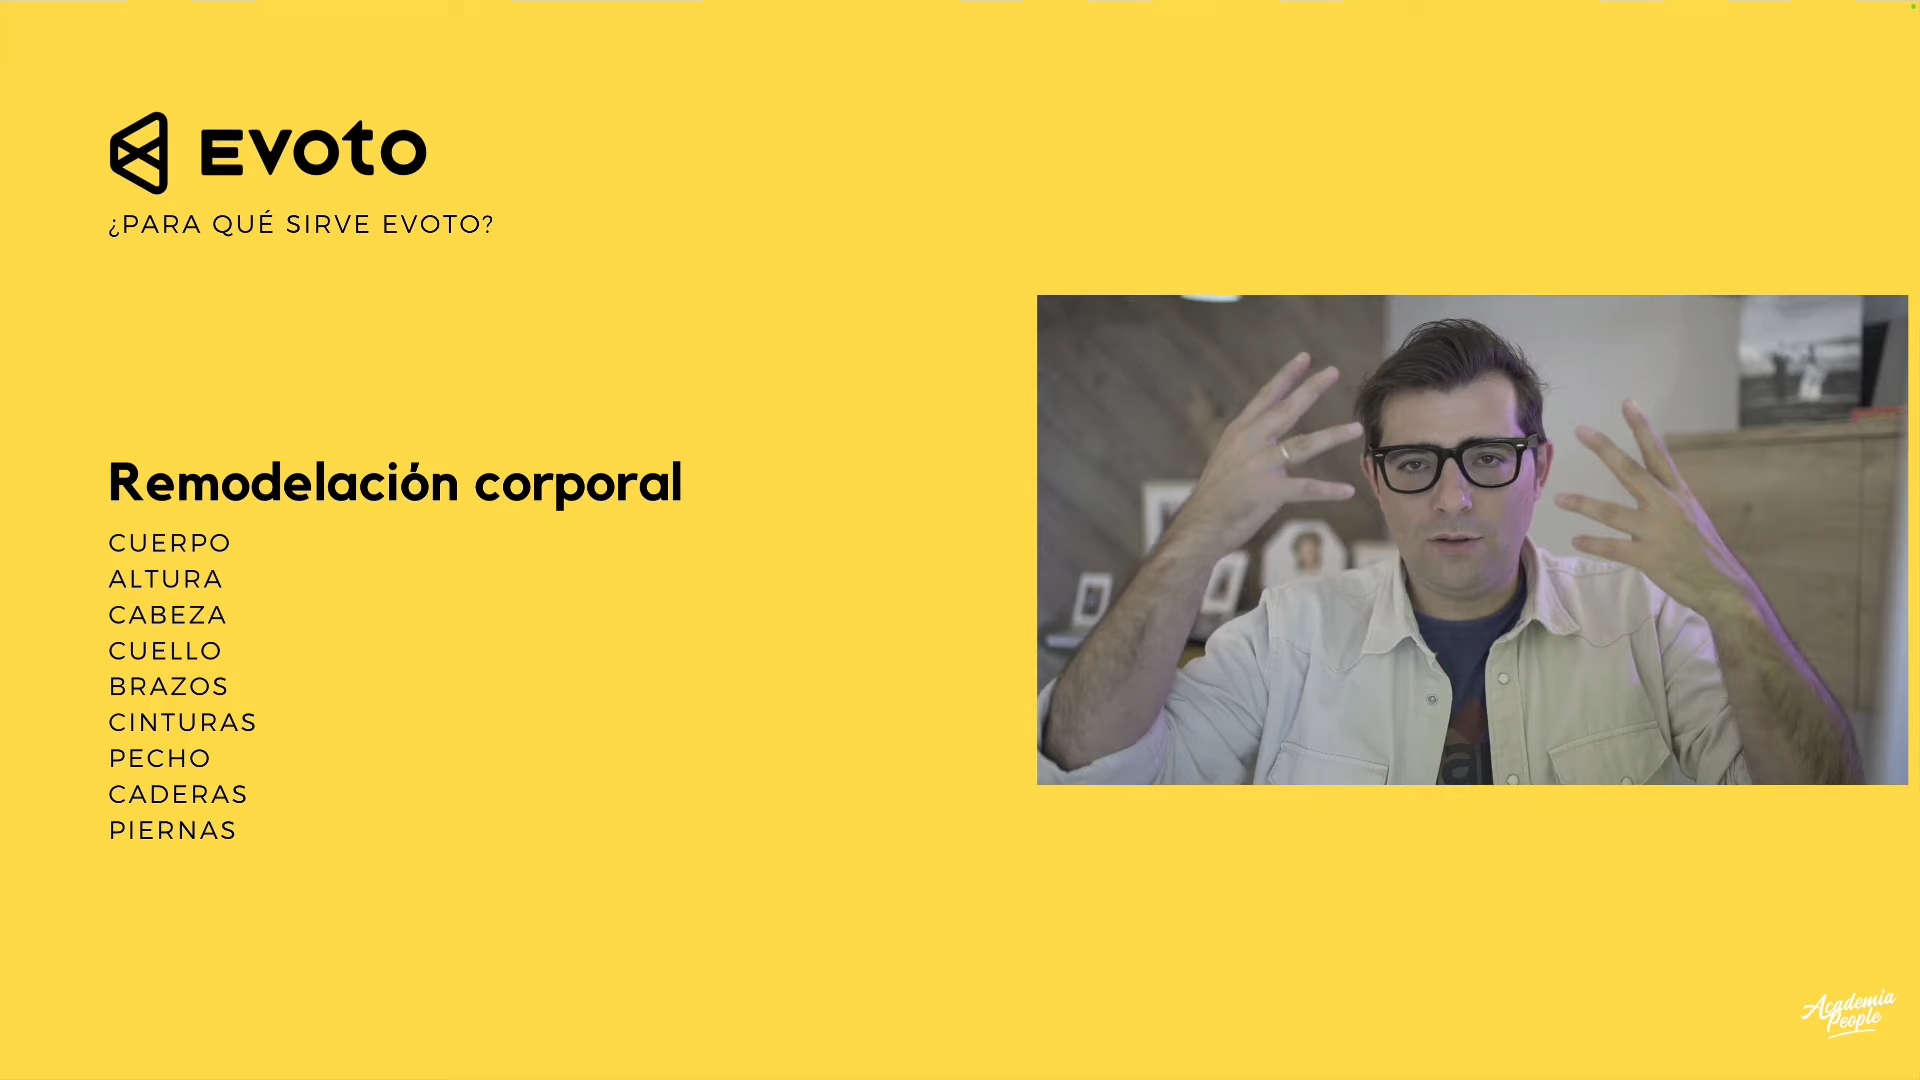 EVOTO
¿PARA QUÉ SIRVE EVOTO?
Remodelación corporal
CUERPO
ALTURA
CABEZA
CUELLO
BRAZOS
CINTURAS
PECHO
CADERAS
PIERNAS
Academia
People